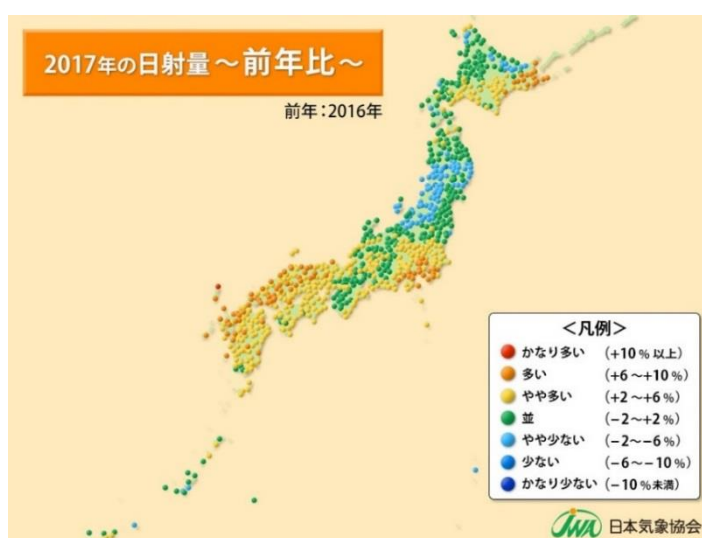 2017年の日射量～前年比～
前年：2016年
＜凡例＞
かなり多い （+10％以上）
多い （+6～+10％）
やや多い （+2～+6％）
並 （−2～+2％）
やや少ない （−2～−6％）
少ない （−6～−10％）
かなり少ない （−10％未満）
JWA 日本気象協会